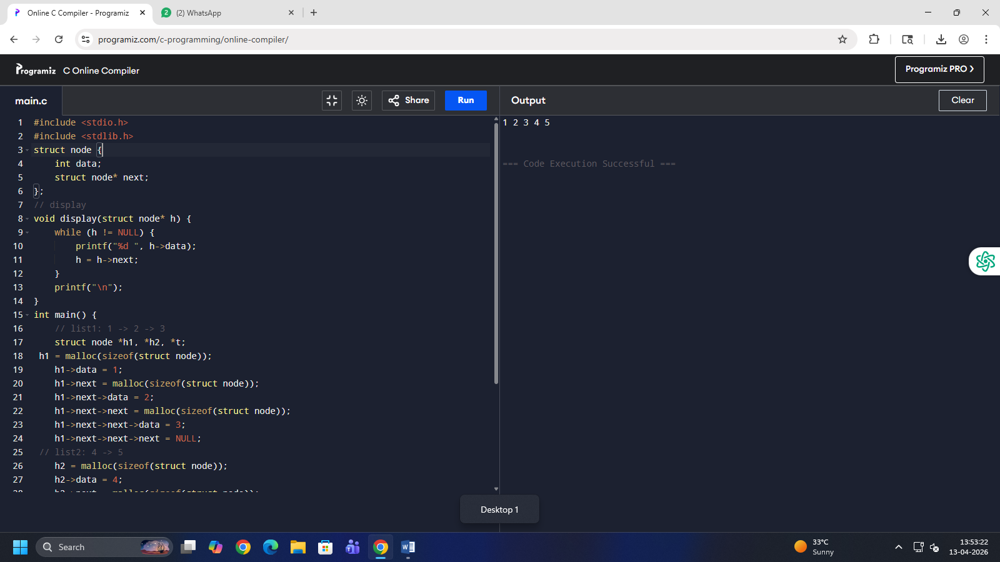 Online C Compiler - Programiz
2
(2) WhatsApp
programiz.com/c-programming/online-compiler/
Programiz C Online Compiler
Programiz PRO
main.c
Share
Run
Output
Clear
1 #include <stdio.h>
2 #include <stdlib.h>
3 struct node {
4     int data;
5     struct node* next;
6 };
7 // display
8 void display(struct node* h) {
9     while (h != NULL) {
10         printf("%d ", h->data);
11         h = h->next;
12     }
13     printf("\n");
14 }
15 int main() {
16     // list1: 1 -> 2 -> 3
17     struct node *h1, *h2, *t;
18  h1 = malloc(sizeof(struct node));
19     h1->data = 1;
20     h1->next = malloc(sizeof(struct node));
21     h1->next->data = 2;
22     h1->next->next = malloc(sizeof(struct node));
23     h1->next->next->data = 3;
24     h1->next->next->next = NULL;
25  // list2: 4 -> 5
26     h2 = malloc(sizeof(struct node));
27     h2->data = 4;
1 2 3 4 5
=== Code Execution Successful ===
Desktop 1
Search
33°C
Sunny
13:53:22
13-04-2026